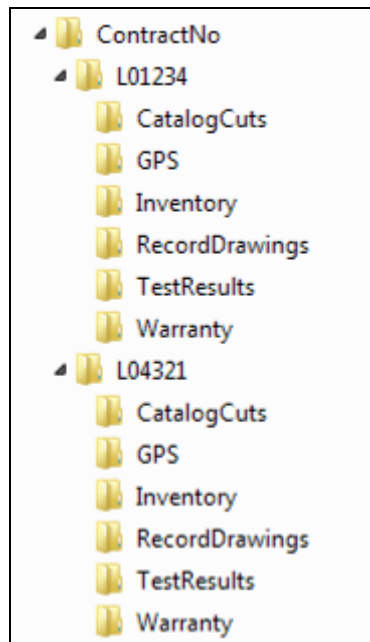 ContractNo
L01234
CatalogCuts
GPS
Inventory
RecordDrawings
TestResults
Warranty
L04321
CatalogCuts
GPS
Inventory
RecordDrawings
TestResults
Warranty